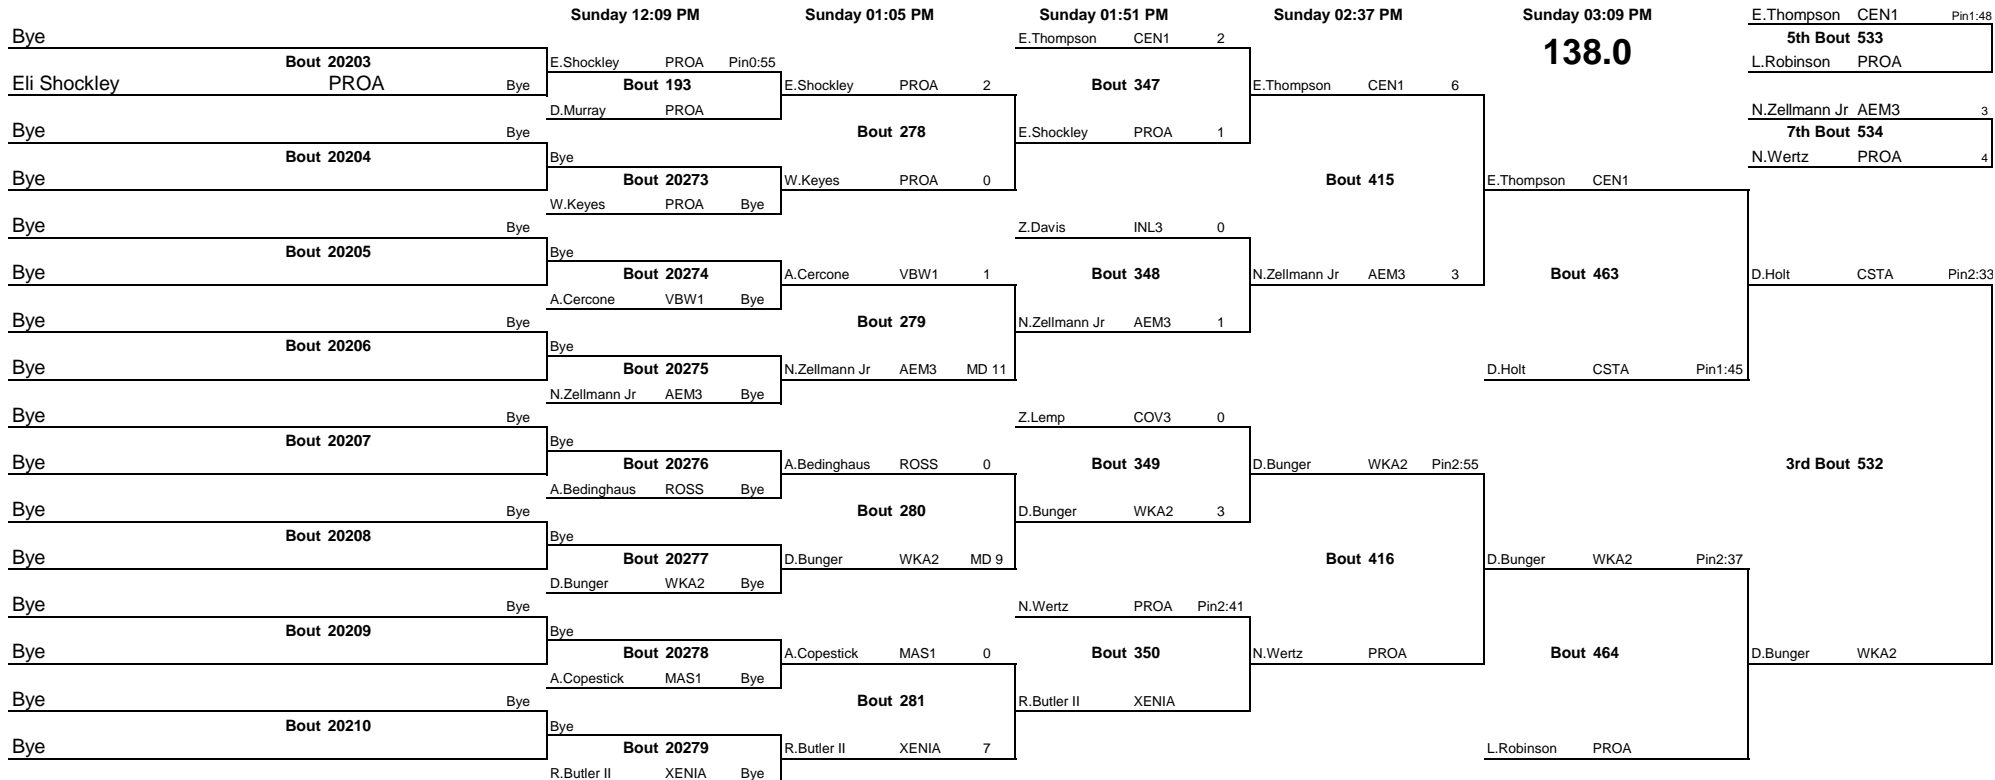 Sunday 12:09 PM Sunday 01:05 PM Sunday 01:51 PM Sunday 02:37 PM Sunday 03:09 PM
138.0
Bye
Bout 20203
Eli Shockley PROA Bye
Bye Bye
Bout 20204
Bye
Bye Bye
Bout 20205
Bye
Bye Bye
Bout 20206
Bye
Bye Bye
Bout 20207
Bye
Bye Bye
Bout 20208
Bye
Bye Bye
Bout 20209
Bye
Bye Bye
Bout 20210
Bye
E.Shockley PROA Pin0:55
Bout 193
D.Murray PROA
Bye
Bout 20273
W.Keyes PROA Bye
Bye
Bout 20274
A.Cercone VBW1 Bye
Bye
Bout 20275
N.Zellmann Jr AEM3 Bye
Bye
Bout 20276
A.Bedinghaus ROSS Bye
Bye
Bout 20277
D.Bunger WKA2 Bye
Bye
Bout 20278
A.Copestick MAS1 Bye
Bye
Bout 20279
R.Butler II XENIA Bye
E.Shockley PROA 2
Bout 278
W.Keyes PROA 0
A.Cercone VBW1 1
Bout 279
N.Zellmann Jr AEM3 MD 11
A.Bedinghaus ROSS 0
Bout 280
D.Bunger WKA2 MD 9
A.Copestick MAS1 0
Bout 281
R.Butler II XENIA 7
E.Thompson CEN1 2
Bout 347
E.Shockley PROA 1
Z.Davis INL3 0
Bout 348
N.Zellmann Jr AEM3 1
Z.Lemp COV3 0
Bout 349
D.Bunger WKA2 3
N.Wertz PROA Pin2:41
Bout 350
R.Butler II XENIA
E.Thompson CEN1 6
Bout 415
N.Zellmann Jr AEM3 3
D.Bunger WKA2 Pin2:55
Bout 416
N.Wertz PROA
E.Thompson CEN1
Bout 463
D.Holt CSTA Pin1:45
D.Bunger WKA2 Pin2:37
Bout 464
L.Robinson PROA
E.Thompson CEN1 Pin1:48
5th Bout 533
L.Robinson PROA
N.Zellmann Jr AEM3 3
7th Bout 534
N.Wertz PROA 4
D.Holt CSTA Pin2:33
3rd Bout 532
D.Bunger WKA2